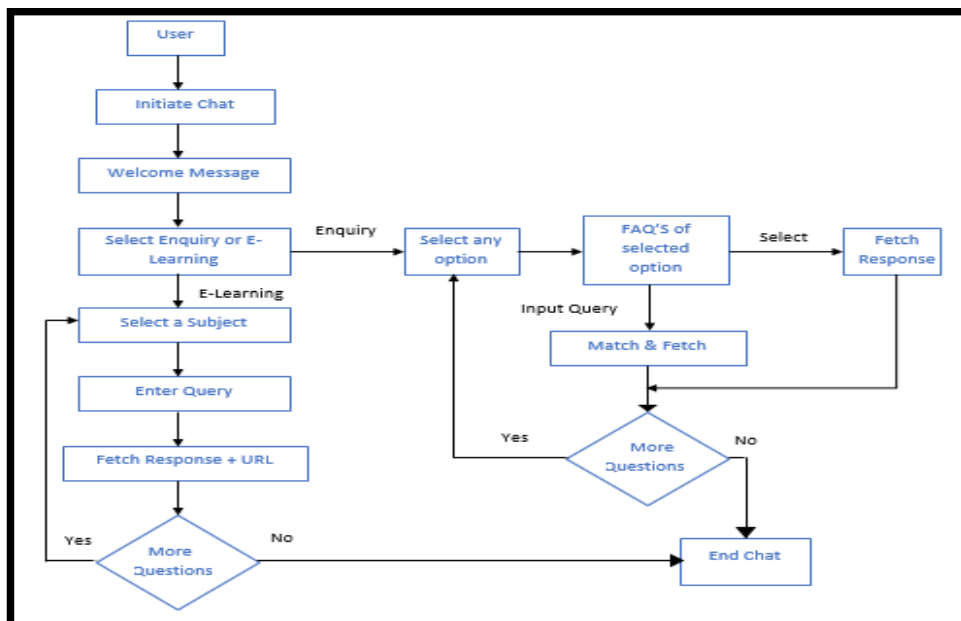 User
Initiate Chat
Welcome Message
Select Enquiry or E-
Learning
Enquiry
Select any
option
FAQ'S of
selected
option
Select
Fetch
Response
E-Learning
Input Query
Select a Subject
Match & Fetch
Enter Query
Yes
More
Questions
No
Fetch Response + URL
Yes
More
Questions
No
End Chat